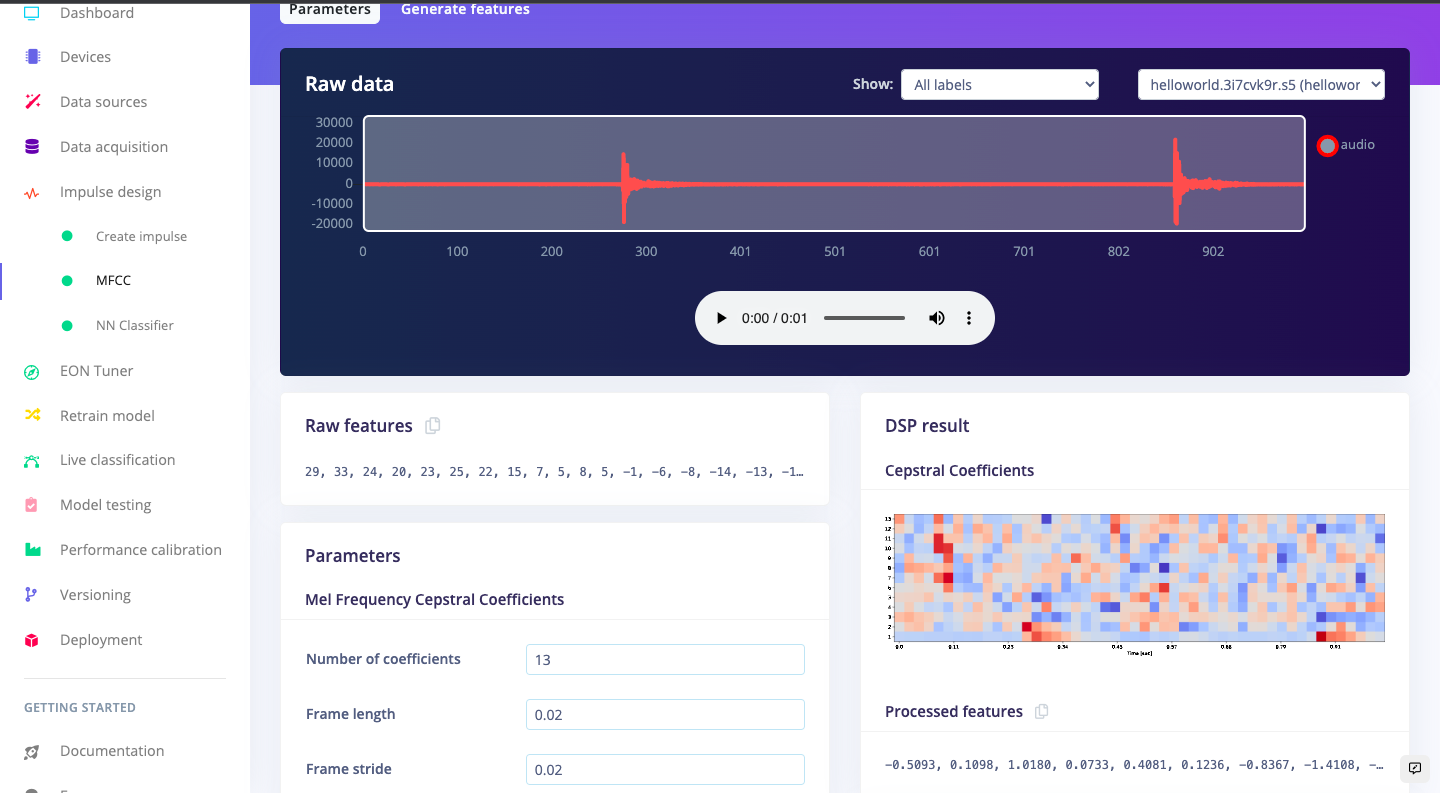 Dashboard
Devices
Data sources
Data acquisition
Impulse design
Create impulse
MFCC
NN Classifier
EON Tuner
Retrain model
Live classification
Model testing
Performance calibration
Versioning
Deployment
GETTING STARTED
Documentation
Parameters Generate features
Raw data
Show: All labels helloworld.3i7cvk9r.s5 (hellowor
30000
20000
10000
0
-10000
-20000
0 100 200 300 401 501 601 701 802 902
audio
0:00 / 0:01
Raw features
29, 33, 24, 20, 23, 25, 22, 15, 7, 5, 8, 5, -1, -6, -8, -14, -13, -1…
Parameters
Mel Frequency Cepstral Coefficients
Number of coefficients 13
Frame length 0.02
Frame stride 0.02
DSP result
Cepstral Coefficients
13
12
11
10
9
8
7
6
5
4
3
2
1
0.0 0.11 0.23 0.34 0.45 0.57 0.68 0.79 0.91
Time [sec]
Processed features
-0.5093, 0.1098, 1.0180, 0.0733, 0.4081, 0.1236, -0.8367, -1.4108, -…